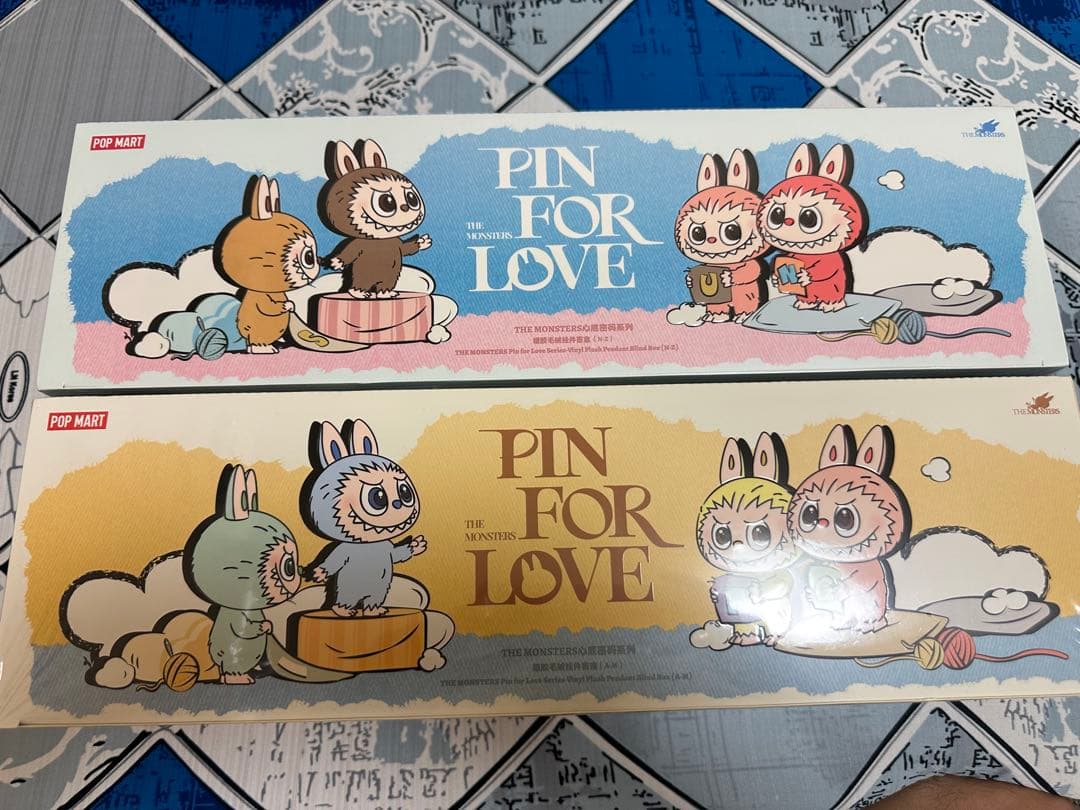 POP MART
THE MONSTERS
PIN
FOR
THE
MONSTERS
LOVE
U
N
S
THE MONSTERS心底密码系列
搪胶毛绒挂件盲盒(N-Z)
THE MONSTERS Pin for Love Series-Vinyl Plush Pendant Blind Box (N-Z)
POP MART
THE MONSTERS
PIN
FOR
THE
MONSTERS
LOVE
THE MONSTERS心底密码系列
搪胶毛绒挂件盲盒(A-M)
THE MONSTERS Pin for Love Series-Vinyl Plush Pendant Blind Box (A-M)